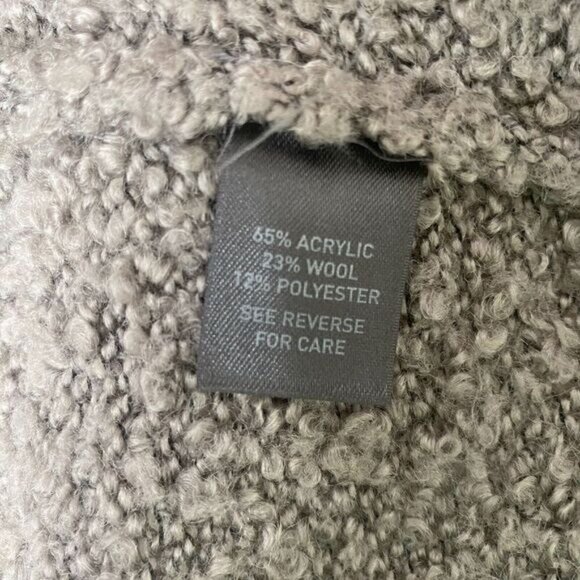 65% ACRYLIC
23% WOOL
12% POLYESTER
SEE REVERSE
FOR CARE